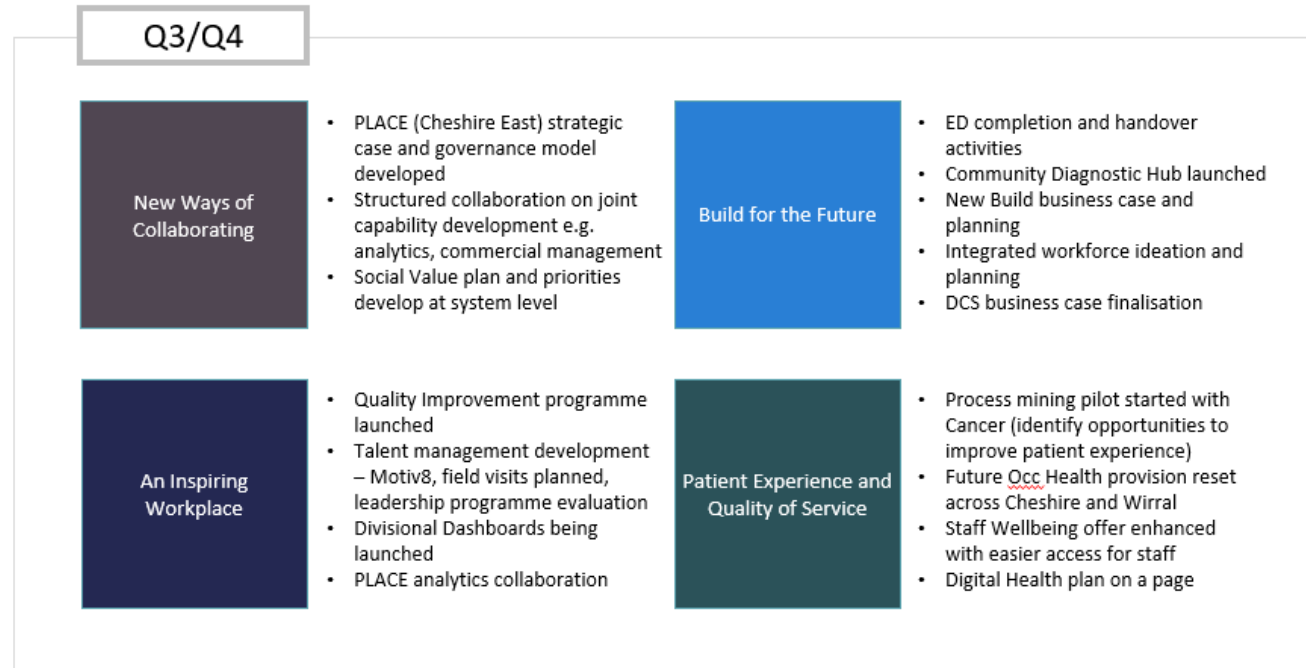 Q3/Q4
New Ways of
Collaborating
• PLACE (Cheshire East) strategic
case and governance model
developed
• Structured collaboration on joint
capability development e.g.
analytics, commercial management
• Social Value plan and priorities
develop at system level
Build for the Future
• ED completion and handover
activities
• Community Diagnostic Hub launched
• New Build business case and
planning
• Integrated workforce ideation and
planning
• DCS business case finalisation
An Inspiring
Workplace
• Quality Improvement programme
launched
• Talent management development
– Motiv8, field visits planned,
leadership programme evaluation
• Divisional Dashboards being
launched
• PLACE analytics collaboration
Patient Experience and
Quality of Service
• Process mining pilot started with
Cancer (identify opportunities to
improve patient experience)
• Future Occ Health provision reset
across Cheshire and Wirral
• Staff Wellbeing offer enhanced
with easier access for staff
• Digital Health plan on a page